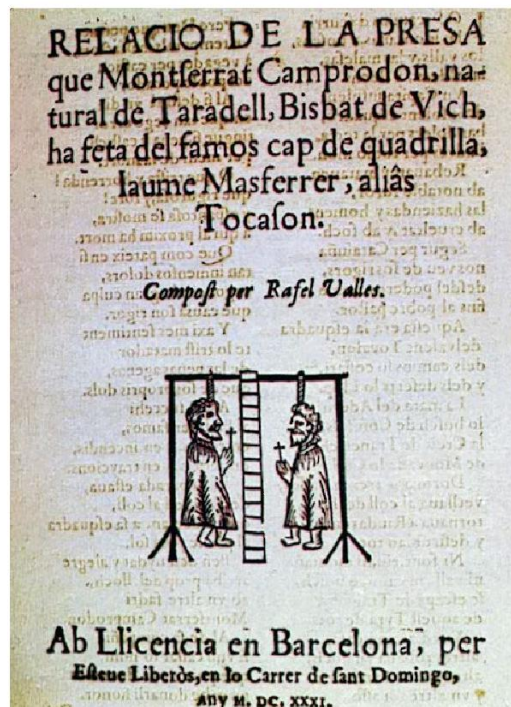 RELACIO DE LA PRESA
que Montſerrat Camprodon, na-
tural de Taradell, Bisbat de Vich,
ha feta del famos cap de quadrilla,
Iaume Masferrer, aliâs
Tocaſon.
Compoſt per Rafel Valles.
Ab Llicencia en Barcelona, per
Eſteue Liberòs, en lo Carrer de ſant Domingo,
Any M. DC. XXXI.